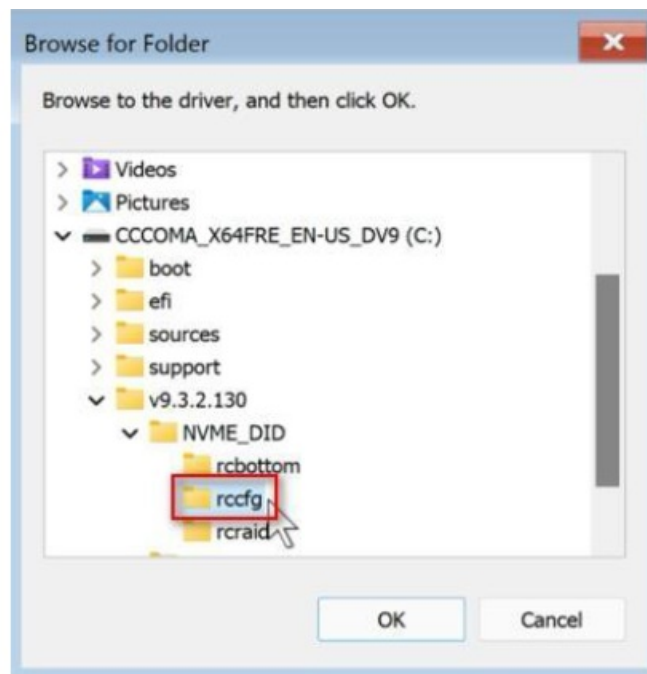 Browse for Folder
Browse to the driver, and then click OK.
Videos
Pictures
CCCOMA_X64FRE_EN-US_DV9 (C:)
boot
efi
sources
support
v9.3.2.130
NVME_DID
rcbottom
rccfg
rcraid
OK
Cancel